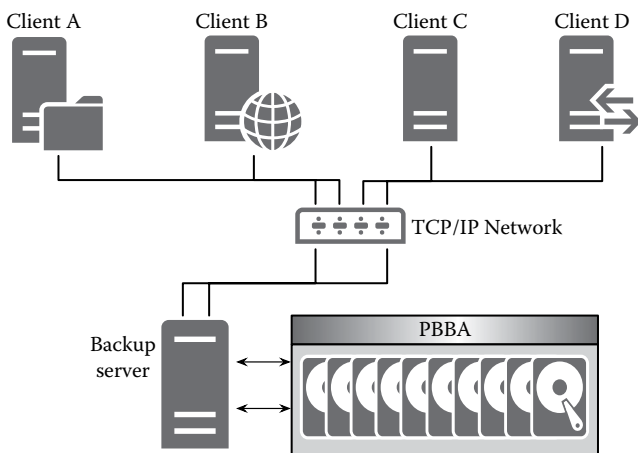 Client A
Client B
Client C
Client D
TCP/IP Network
Backup
server
PBBA